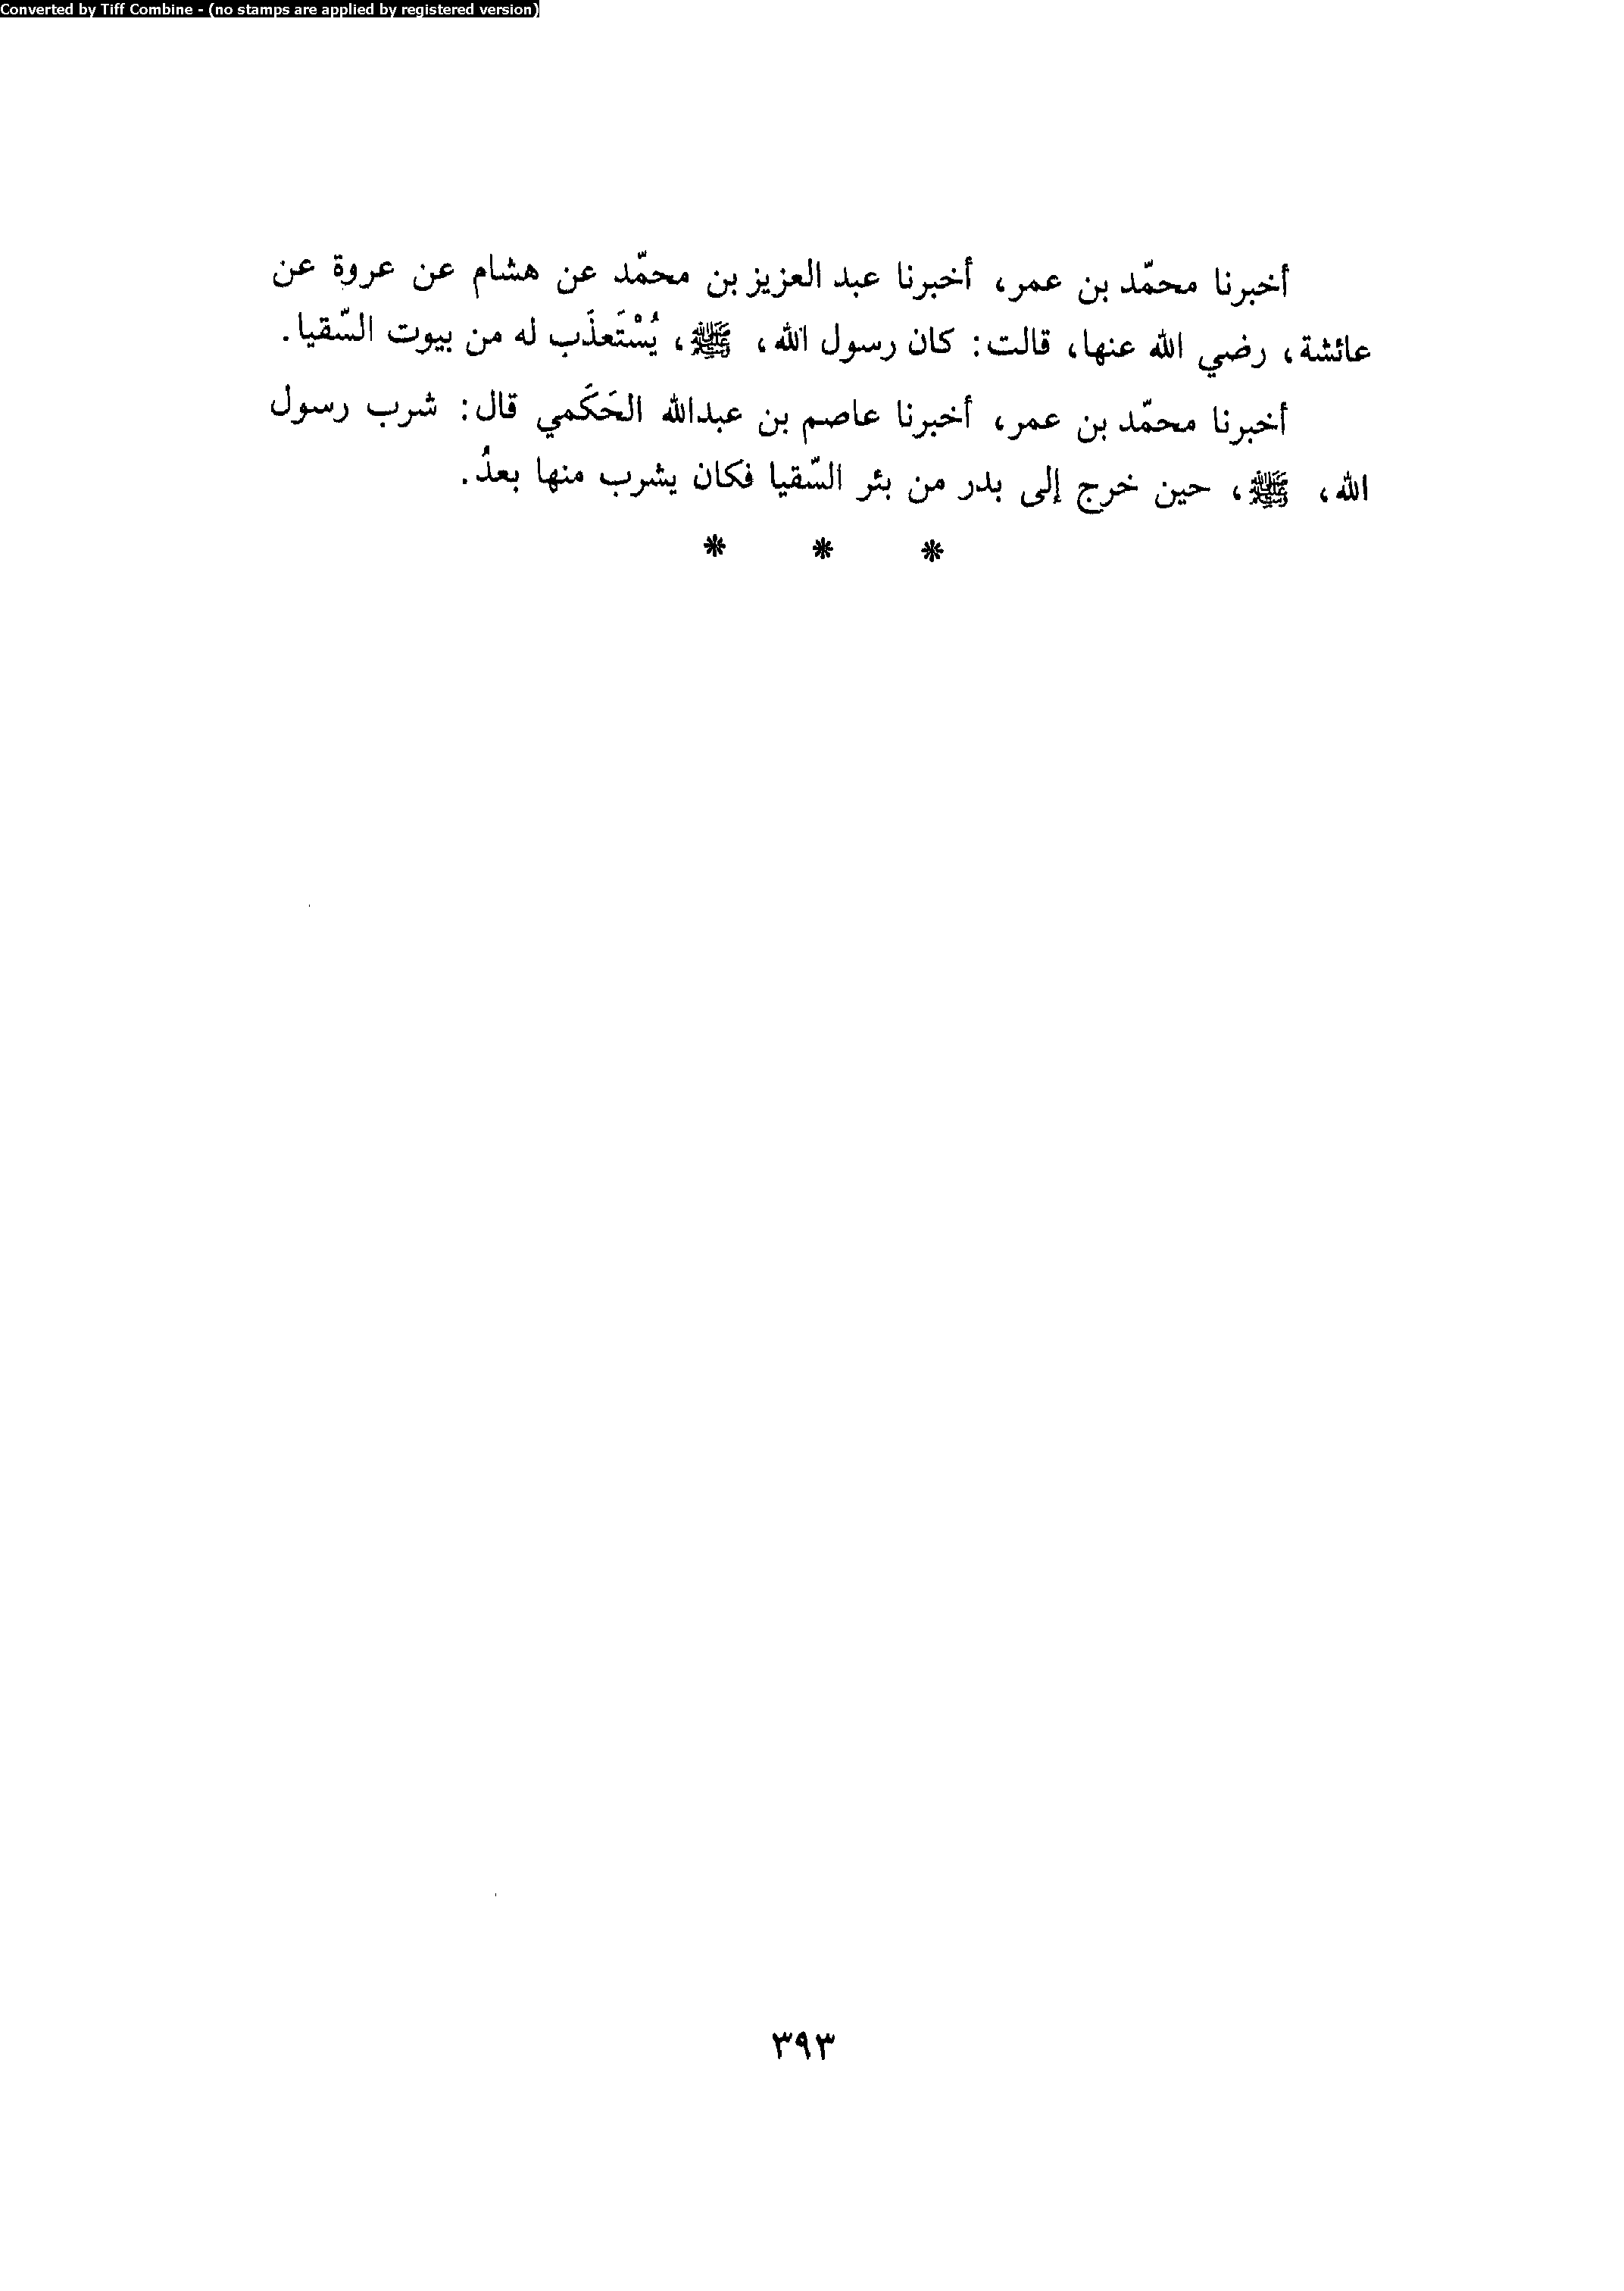 Converted by Tiff Combine - (no stamps are applied by registered version)
أخبرنا محمّد بن عمر، أخبرنا عبد العزيز بن محمّد عن هشام عن عروة عن
عائشة، رضي الله عنها، قالت: كان رسول الله، ﷺ، يُسْتَعذَب له من بيوت السّقيا.
أخبرنا محمّد بن عمر، أخبرنا عاصم بن عبدالله الحَكَمي قال: شرب رسول
الله، ﷺ، حين خرج إلى بدر من بئر السّقيا فكان يشرب منها بعدُ.
* * *
٣٩٣